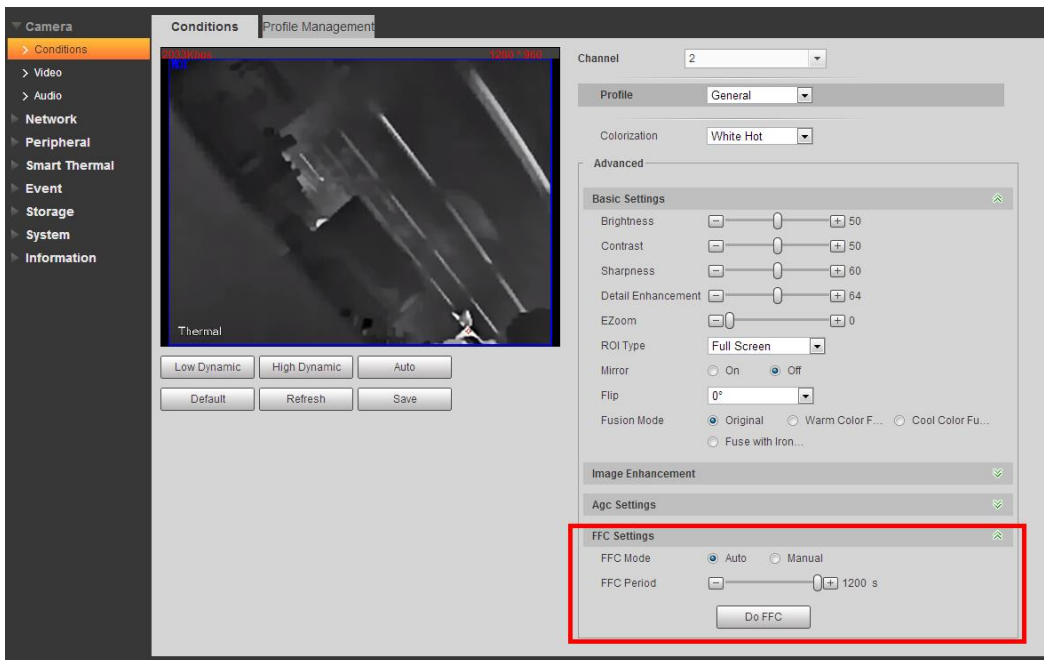 Camera
Conditions
Video
Audio
Network
Peripheral
Smart Thermal
Event
Storage
System
Information
Conditions Profile Management
1280 * 960
Thermal
Low Dynamic High Dynamic Auto
Default Refresh Save
Channel 2
Profile General
Colorization White Hot
Advanced
Basic Settings
Brightness 50
Contrast 50
Sharpness 60
Detail Enhancement 64
EZoom 0
ROI Type Full Screen
Mirror On Off
Flip 0°
Fusion Mode Original Warm Color F... Cool Color Fu...
Fuse with Iron...
Image Enhancement
Agc Settings
FFC Settings
FFC Mode Auto Manual
FFC Period 1200 s
Do FFC